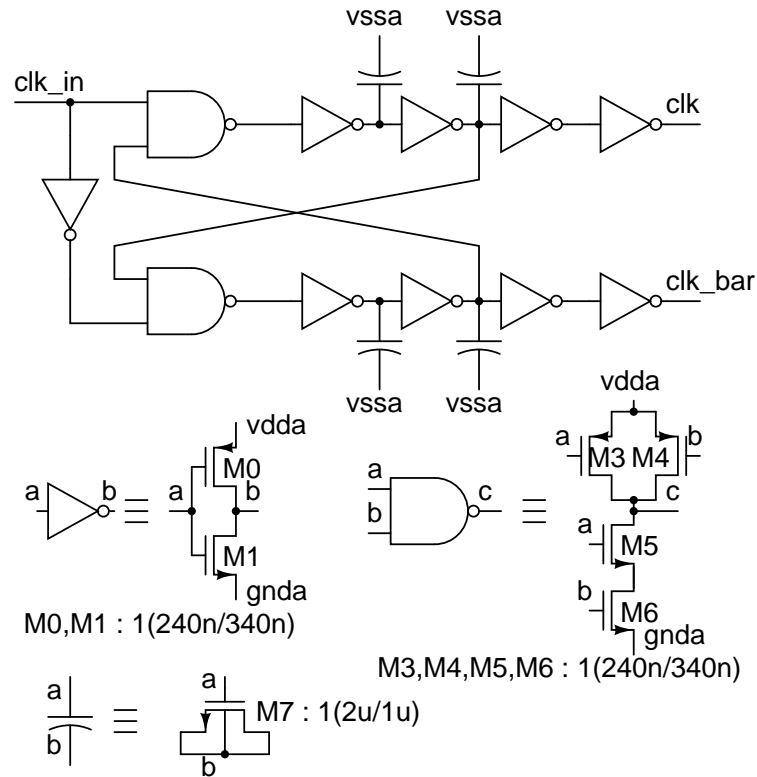 vssa vssa
clk_in
clk
clk_bar
vssa vssa
vdda
a M3 M4 b
vdda
M0
a b a b
a
b
c
c
M1
a M5
gnda
b M6
gnda
M0,M1 : 1(240n/340n)
M3,M4,M5,M6 : 1(240n/340n)
a
b
a
M7 : 1(2u/1u)
b